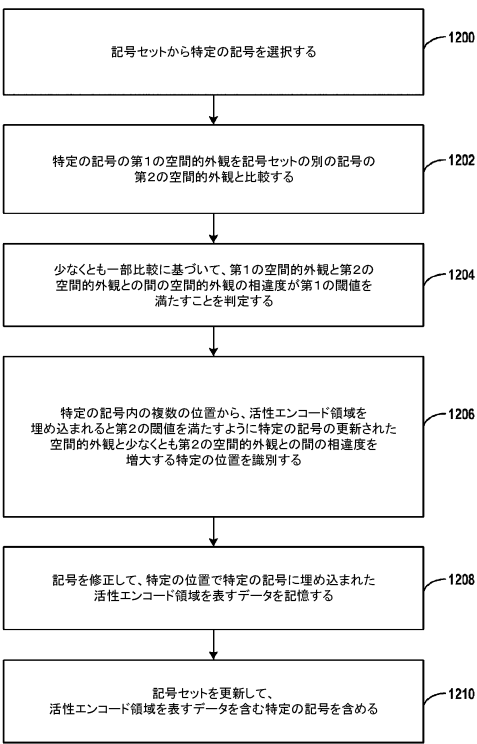 記号セットから特定の記号を選択する
1200
特定の記号の第1の空間的外観を記号セットの別の記号の
第2の空間的外観と比較する
1202
少なくとも一部比較に基づいて、第1の空間的外観と第2の
空間的外観との間の空間的外観の相違度が第1の閾値を
満たすことを判定する
1204
特定の記号内の複数の位置から、活性エンコード領域を
埋め込まれると第2の閾値を満たすように特定の記号の更新された
空間的外観と少なくとも第2の空間的外観との間の相違度を
増大する特定の位置を識別する
1206
記号を修正して、特定の位置で特定の記号に埋め込まれた
活性エンコード領域を表すデータを記憶する
1208
記号セットを更新して、
活性エンコード領域を表すデータを含む特定の記号を含める
1210